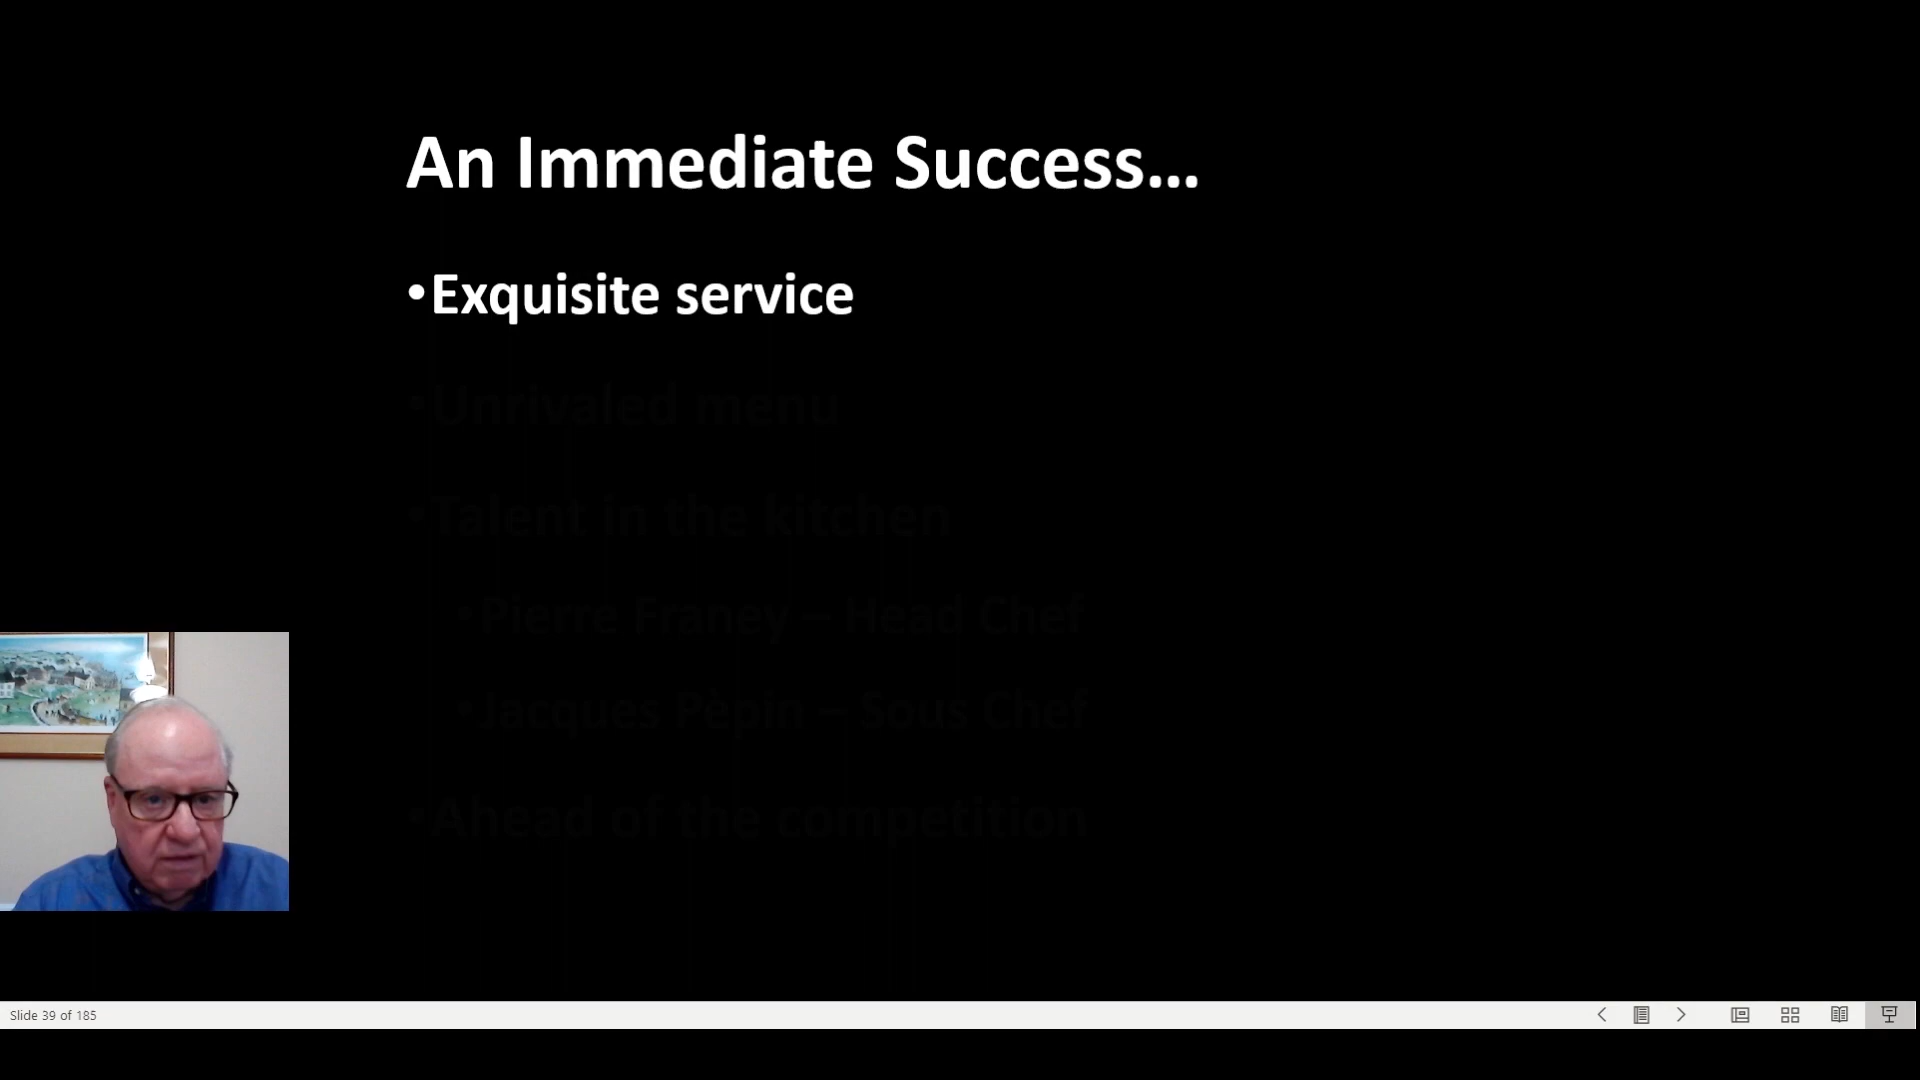 An Immediate Success...
•Exquisite service
•Unrivaled menu
•Talent in the kitchen
•Pierre Franey – Head Chef
•Jacques Pèpin – Sous Chef
•Ahead of the competition
Slide 39 of 185